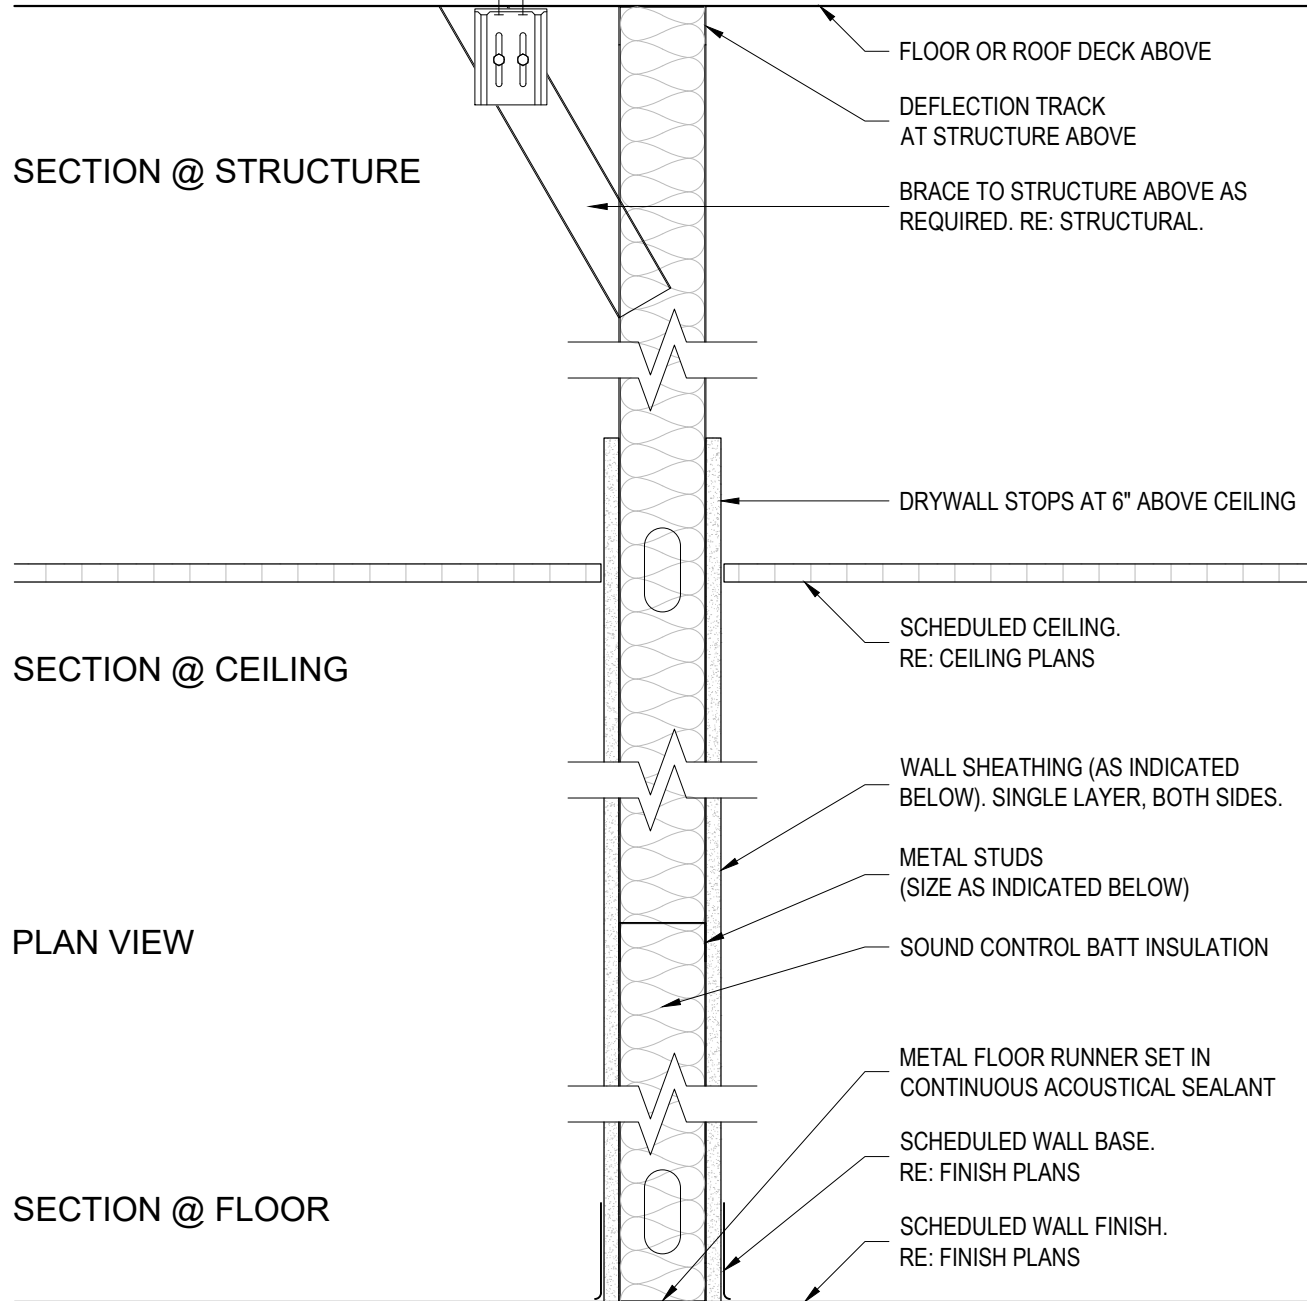 FLOOR OR ROOF DECK ABOVE
DEFLECTION TRACK
AT STRUCTURE ABOVE
SECTION @ STRUCTURE
BRACE TO STRUCTURE ABOVE AS
REQUIRED. RE: STRUCTURAL.
DRYWALL STOPS AT 6" ABOVE CEILING
SCHEDULED CEILING.
RE: CEILING PLANS
SECTION @ CEILING
WALL SHEATHING (AS INDICATED
BELOW). SINGLE LAYER, BOTH SIDES.
METAL STUDS
(SIZE AS INDICATED BELOW)
PLAN VIEW
SOUND CONTROL BATT INSULATION
METAL FLOOR RUNNER SET IN
CONTINUOUS ACOUSTICAL SEALANT
SCHEDULED WALL BASE.
RE: FINISH PLANS
SECTION @ FLOOR
SCHEDULED WALL FINISH.
RE: FINISH PLANS